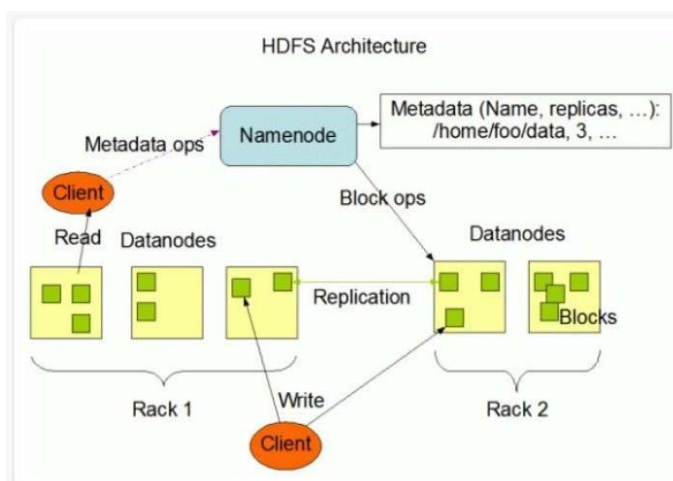 HDFS Architecture
Metadata (Name, replicas, ...):
/home/foo/data, 3, ...
Namenode
Metadata ops
Client
Block ops
Read
Datanodes
Datanodes
Replication
Blocks
Rack 1
Write
Rack 2
Client